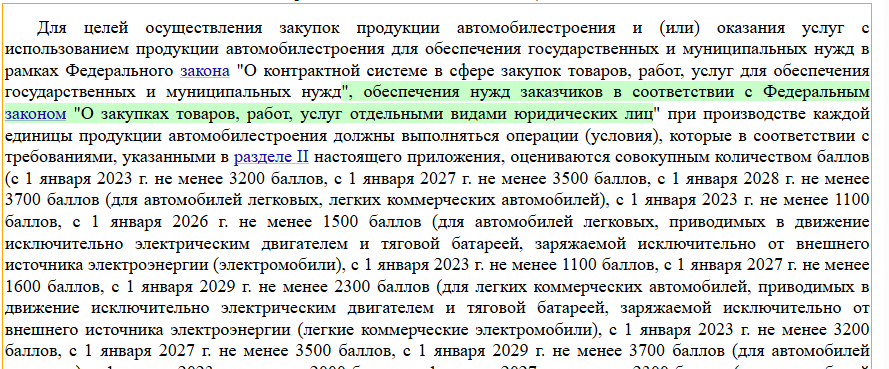 Для целей осуществления закупок продукции автомобилестроения и (или) оказания услуг с
использованием продукции автомобилестроения для обеспечения государственных и муниципальных нужд в
рамках Федерального закона "О контрактной системе в сфере закупок товаров, работ, услуг для обеспечения
государственных и муниципальных нужд", обеспечения нужд заказчиков в соответствии с Федеральным
законом "О закупках товаров, работ, услуг отдельными видами юридических лиц" при производстве каждой
единицы продукции автомобилестроения должны выполняться операции (условия), которые в соответствии с
требованиями, указанными в разделе II настоящего приложения, оцениваются совокупным количеством баллов
(с 1 января 2023 г. не менее 3200 баллов, с 1 января 2027 г. не менее 3500 баллов, с 1 января 2028 г. не менее
3700 баллов (для автомобилей легковых, легких коммерческих автомобилей), с 1 января 2023 г. не менее 1100
баллов, с 1 января 2026 г. не менее 1500 баллов (для автомобилей легковых, приводимых в движение
исключительно электрическим двигателем и тяговой батареей, заряжаемой исключительно от внешнего
источника электроэнергии (электромобили), с 1 января 2023 г. не менее 1100 баллов, с 1 января 2027 г. не менее
1600 баллов, с 1 января 2029 г. не менее 2300 баллов (для легких коммерческих автомобилей, приводимых в
движение исключительно электрическим двигателем и тяговой батареей, заряжаемой исключительно от
внешнего источника электроэнергии (легкие коммерческие электромобили), с 1 января 2023 г. не менее 3200
баллов, с 1 января 2027 г. не менее 3500 баллов, с 1 января 2029 г. не менее 3700 баллов (для автомобилей